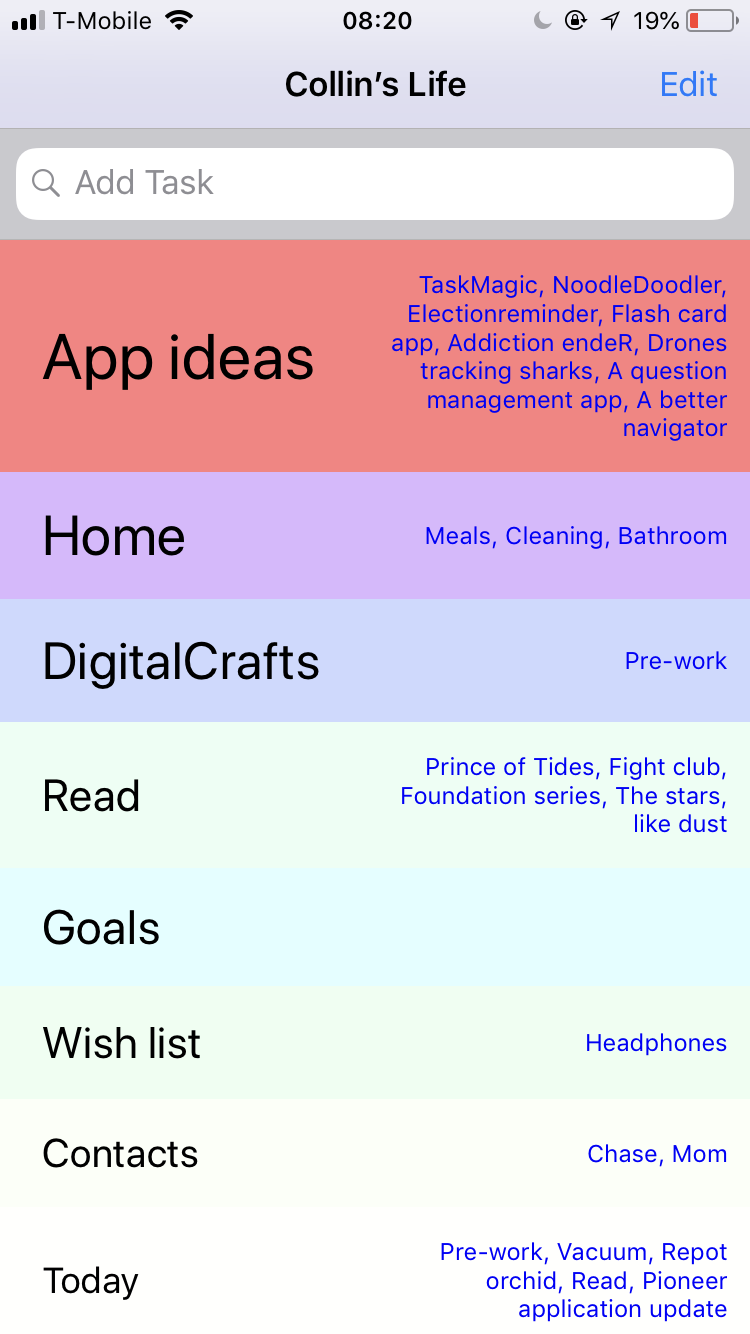 T-Mobile 08:20 19%
Collin’s Life Edit
Add Task
App ideas
TaskMagic, NoodleDoodler,
Electionreminder, Flash card
app, Addiction endeR, Drones
tracking sharks, A question
management app, A better
navigator
Home
Meals, Cleaning, Bathroom
DigitalCrafts
Pre-work
Read
Prince of Tides, Fight club,
Foundation series, The stars,
like dust
Goals
Wish list
Headphones
Contacts
Chase, Mom
Today
Pre-work, Vacuum, Repot
orchid, Read, Pioneer
application update